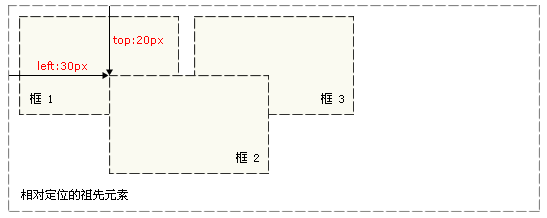 top:20px
left:30px
框 1
框 3
框 2
相对定位的祖先元素